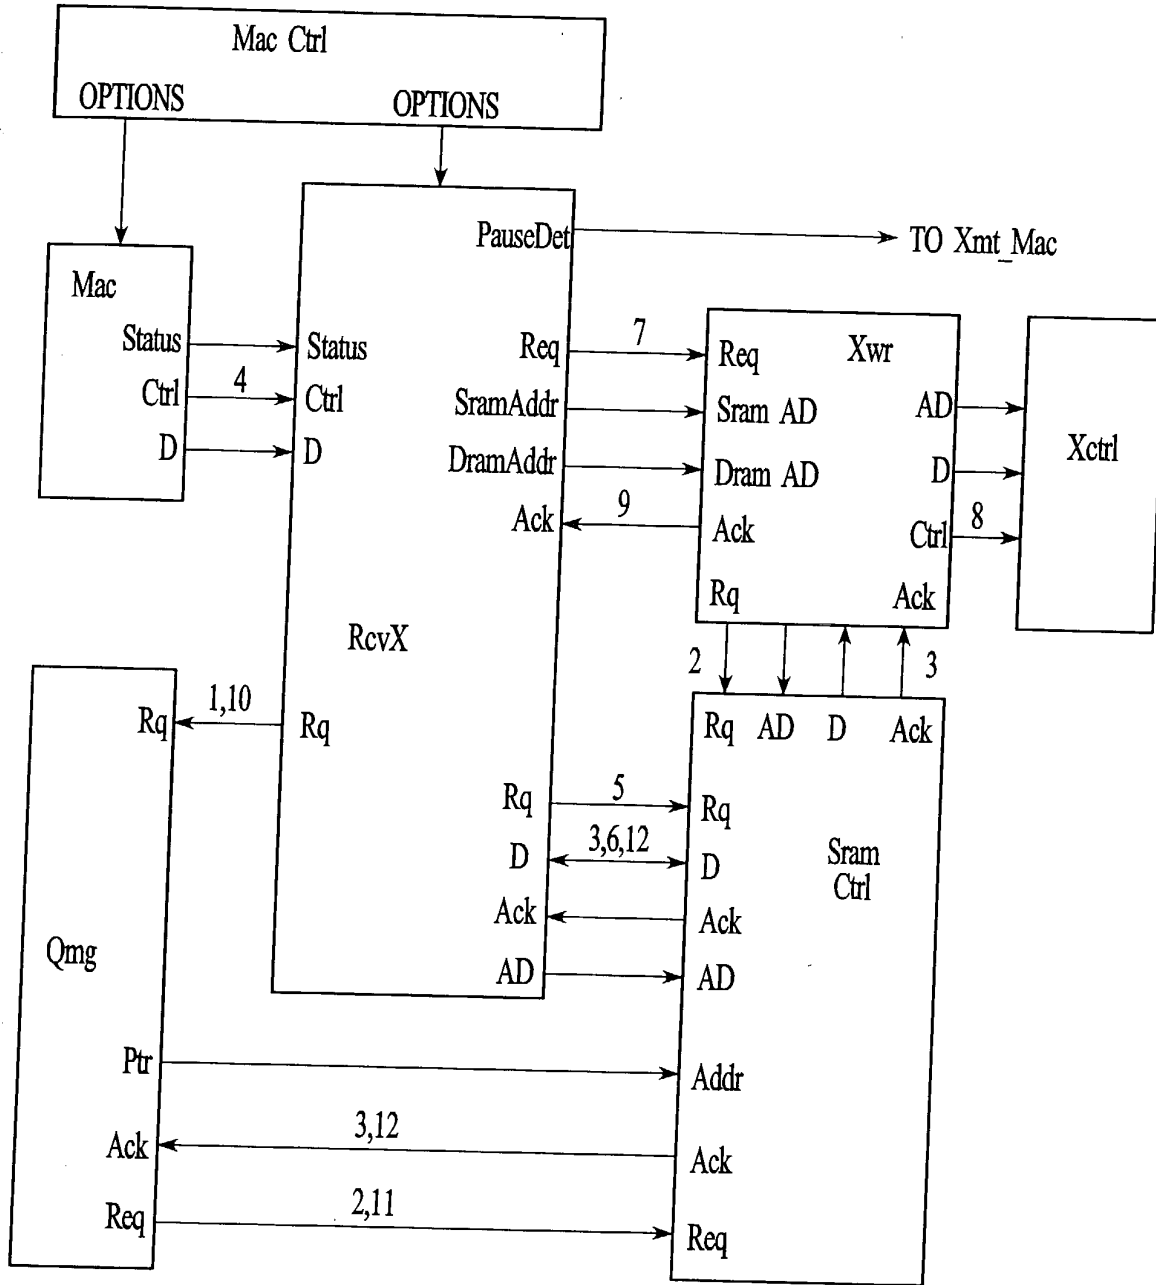 Mac Ctrl
OPTIONS OPTIONS
PauseDet
TO Xmt_Mac
Mac
Status
Ctrl
D
4
Status
Ctrl
D
Req
SramAddr
DramAddr
Ack
7
9
Req
Xwr
Sram AD
Dram AD
Ack
Rq
AD
D
Ctrl
Ack
8
Xctrl
RcvX
2
3
Rq
1,10
Rq
Rq AD D Ack
Rq
D
Ack
AD
5
3,6,12
Rq
D
Ack
AD
Sram
Ctrl
Qmg
Ptr
Addr
Ack
3,12
Ack
Req
2,11
Req